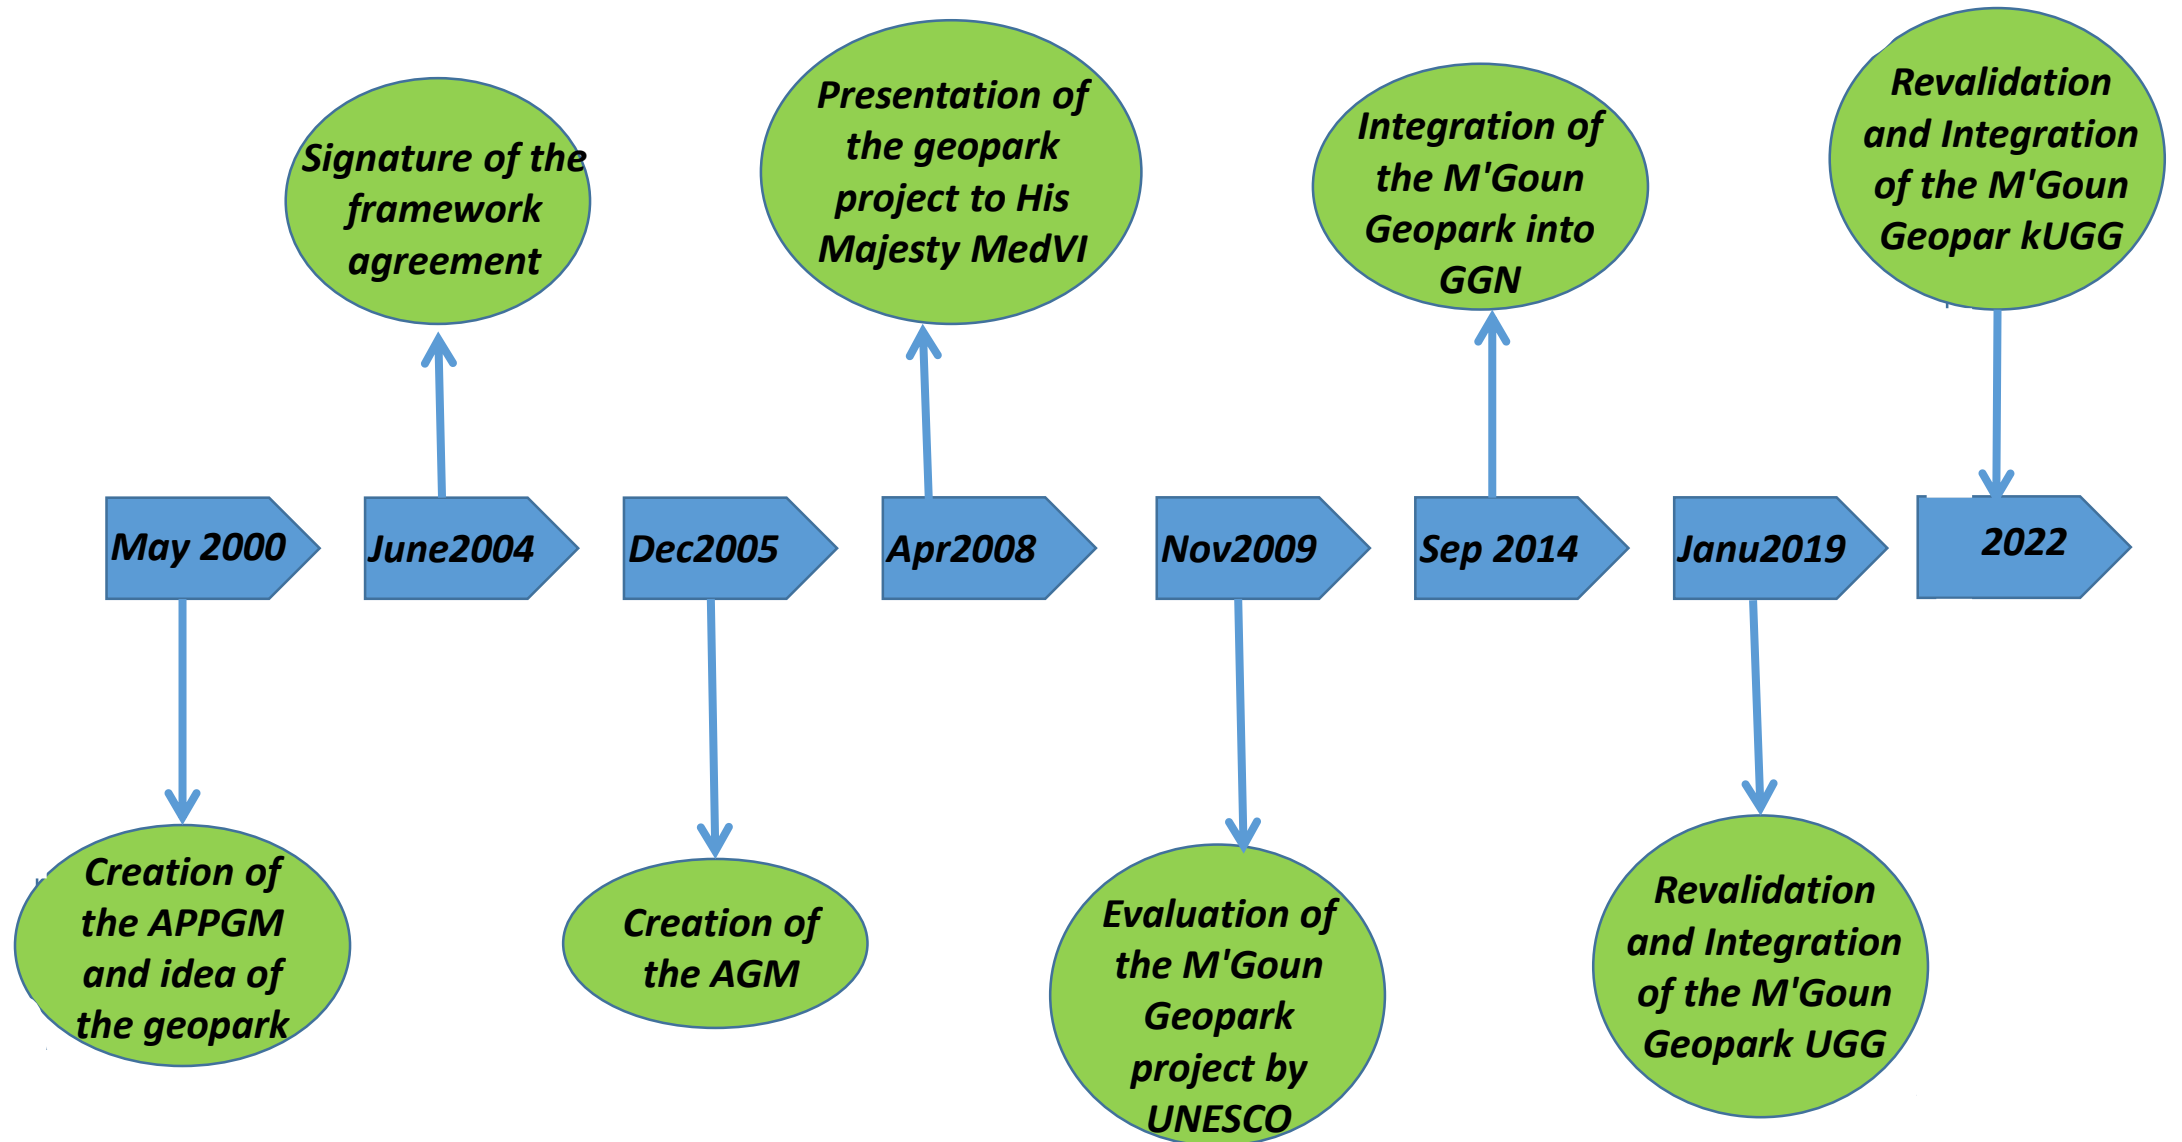 Signature of the
framework
agreement
Presentation of
the geopark
project to His
Majesty MedVI
Integration of
the M'Goun
Geopark into
GGN
Revalidation
and Integration
of the M'Goun
Geopar kUGG
May 2000
June2004
Dec2005
Apr2008
Nov2009
Sep 2014
Janu2019
2022
Creation of
the APPGM
and idea of
the geopark
Creation of
the AGM
Evaluation of
the M'Goun
Geopark
project by
UNESCO
Revalidation
and Integration
of the M'Goun
Geopark UGG